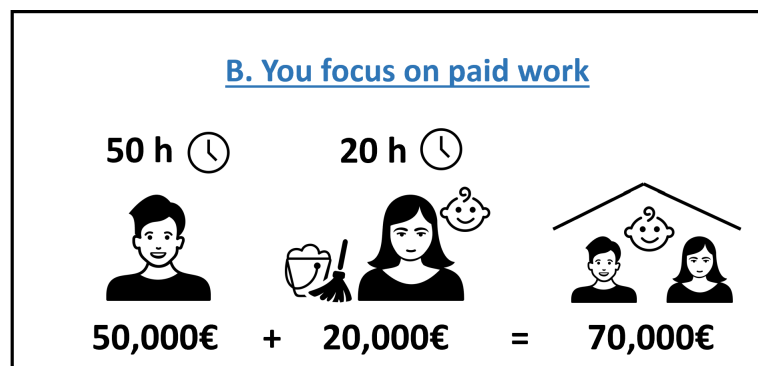 B. You focus on paid work
50 h 20 h
50,000€ + 20,000€ = 70,000€